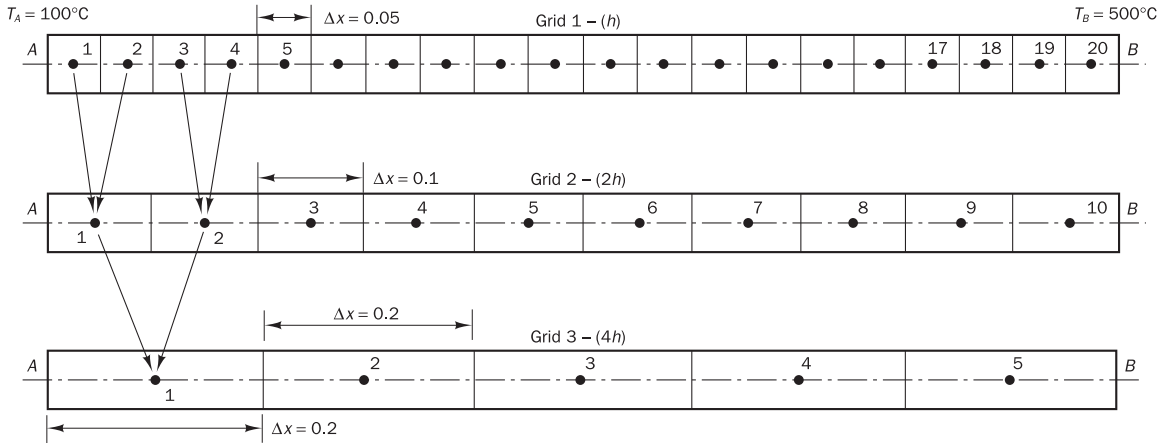 T_A = 100°C Δx = 0.05 Grid 1 – (h) T_B = 500°C
A 1 2 3 4 5 17 18 19 20 B
Δx = 0.1 Grid 2 – (2h)
A 1 2 3 4 5 6 7 8 9 10 B
Δx = 0.2 Grid 3 – (4h)
A 1 2 3 4 5 B
Δx = 0.2